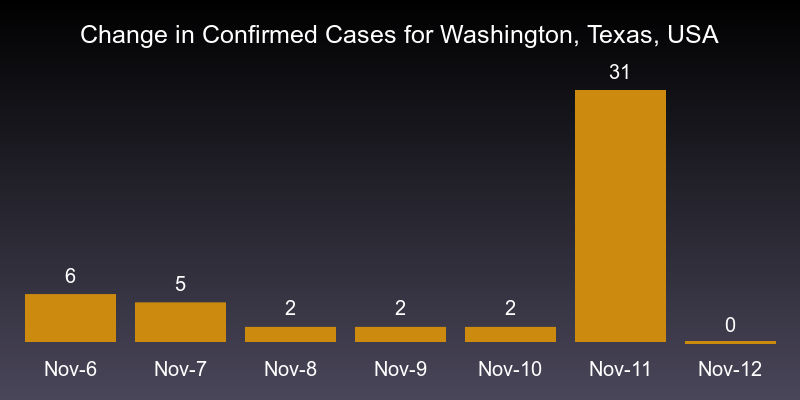 Change in Confirmed Cases for Washington, Texas, USA
31
6
5
2
2
2
0
Nov-6
Nov-7
Nov-8
Nov-9
Nov-10
Nov-11
Nov-12